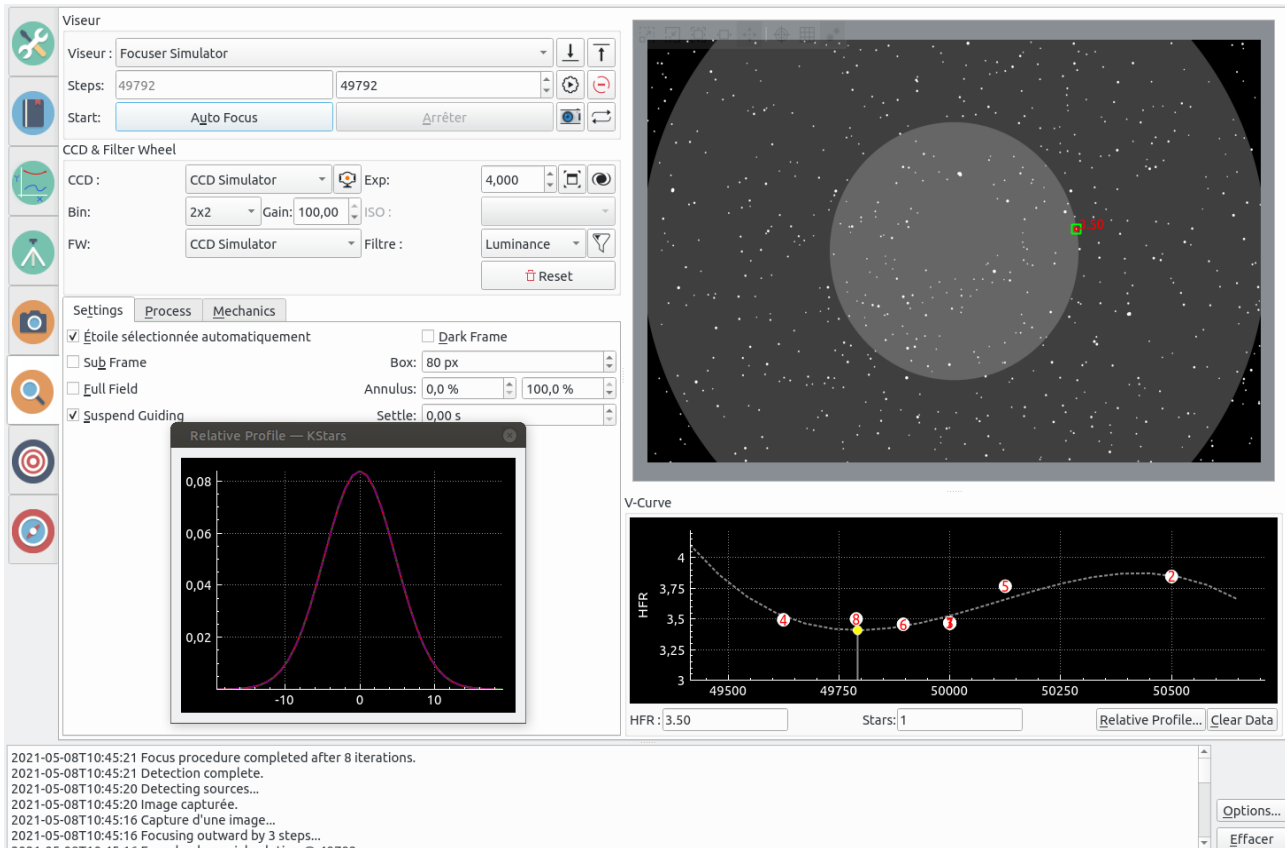 Viseur
Viseur : Focuser Simulator
Steps: 49792 49792
Start: Auto Focus Arrêter
CCD & Filter Wheel
CCD : CCD Simulator Exp: 4,000
Bin: 2x2 Gain: 100,00 ISO :
FW: CCD Simulator Filtre : Luminance
Reset
Settings Process Mechanics
Étoile sélectionnée automatiquement Dark Frame
Sub Frame Box: 80 px
Full Field Annulus: 0,0 % 100,0 %
Suspend Guiding Settle: 0,00 s
Relative Profile — KStars
0,08
0,06
0,04
0,02
-10 0 10
3.50
V-Curve
HFR
4
3,75
3,5
3,25
3
4 8 6 5 2
49500 49750 50000 50250 50500
HFR : 3.50 Stars: 1 Relative Profile... Clear Data
2021-05-08T10:45:21 Focus procedure completed after 8 iterations.
2021-05-08T10:45:21 Detection complete.
2021-05-08T10:45:20 Detecting sources...
2021-05-08T10:45:20 Image capturée.
2021-05-08T10:45:16 Capture d'une image...
2021-05-08T10:45:16 Focusing outward by 3 steps...
Options...
Effacer